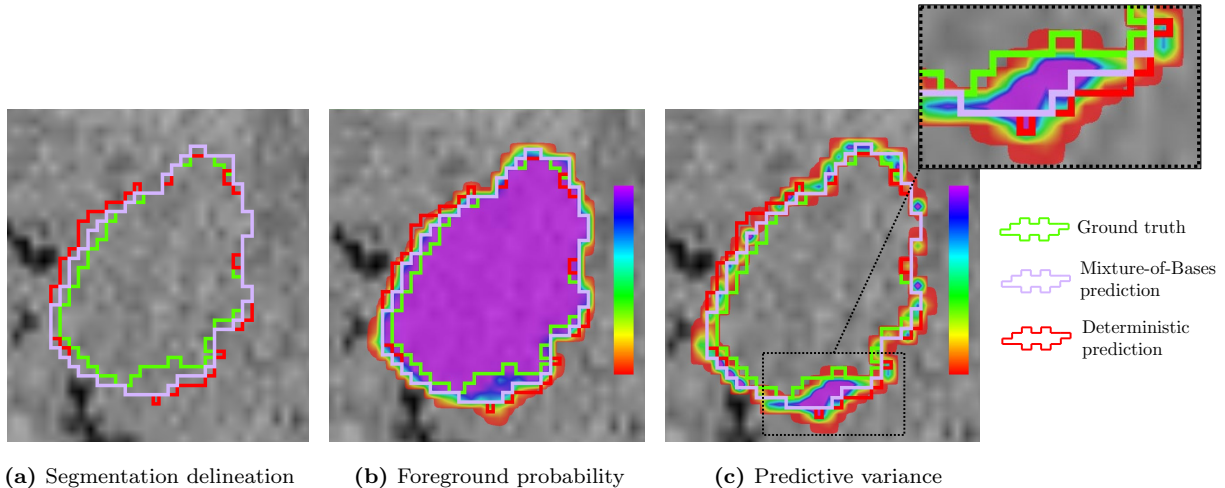 Ground truth
Mixture-of-Bases
prediction
Deterministic
prediction
(a) Segmentation delineation
(b) Foreground probability
(c) Predictive variance